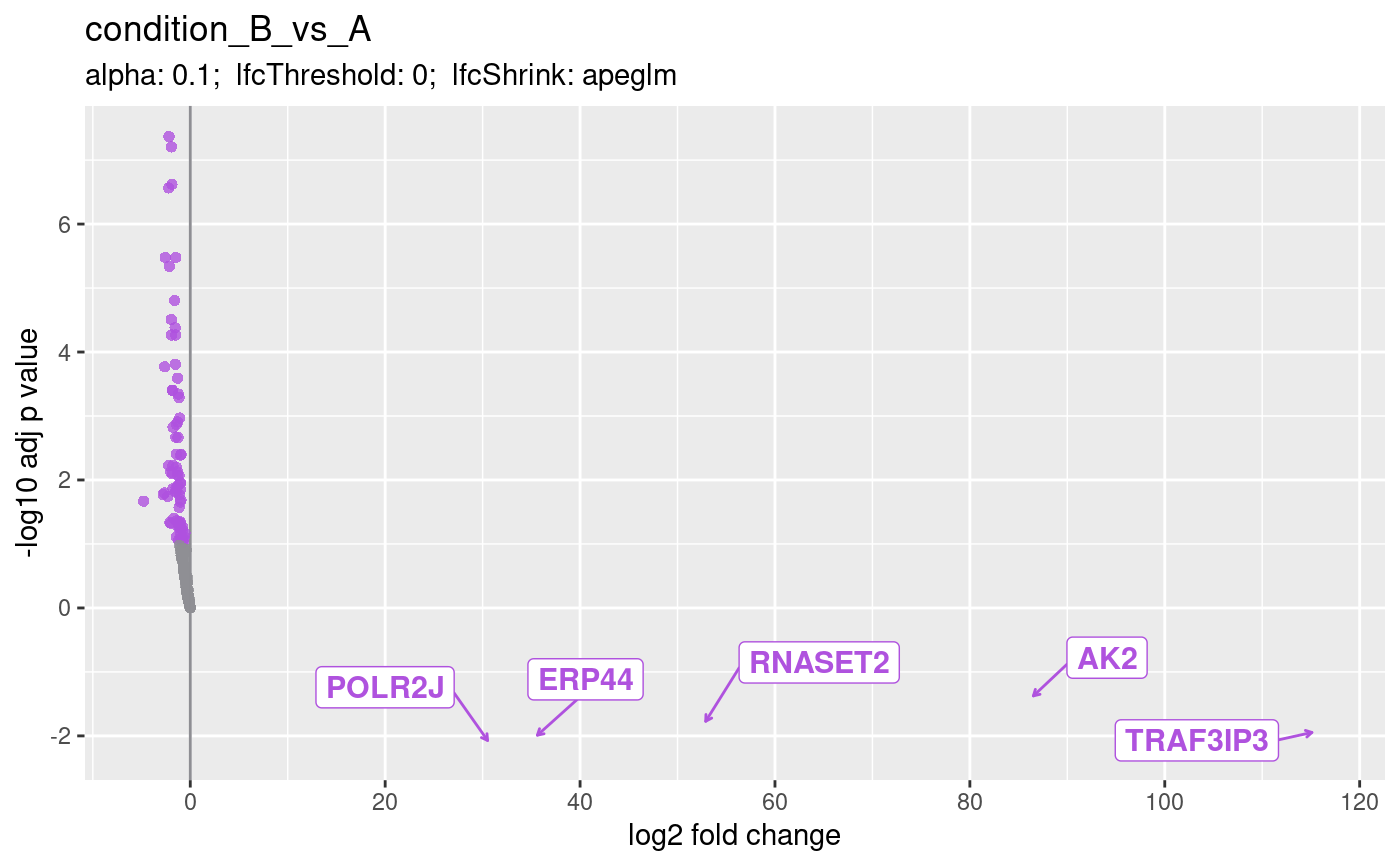 condition_B_vs_A
alpha: 0.1;  lfcThreshold: 0;  lfcShrink: apeglm
-log10 adj p value
6
4
2
0
-2
POLR2J
ERP44
RNASET2
AK2
TRAF3IP3
0 20 40 60 80 100 120
log2 fold change